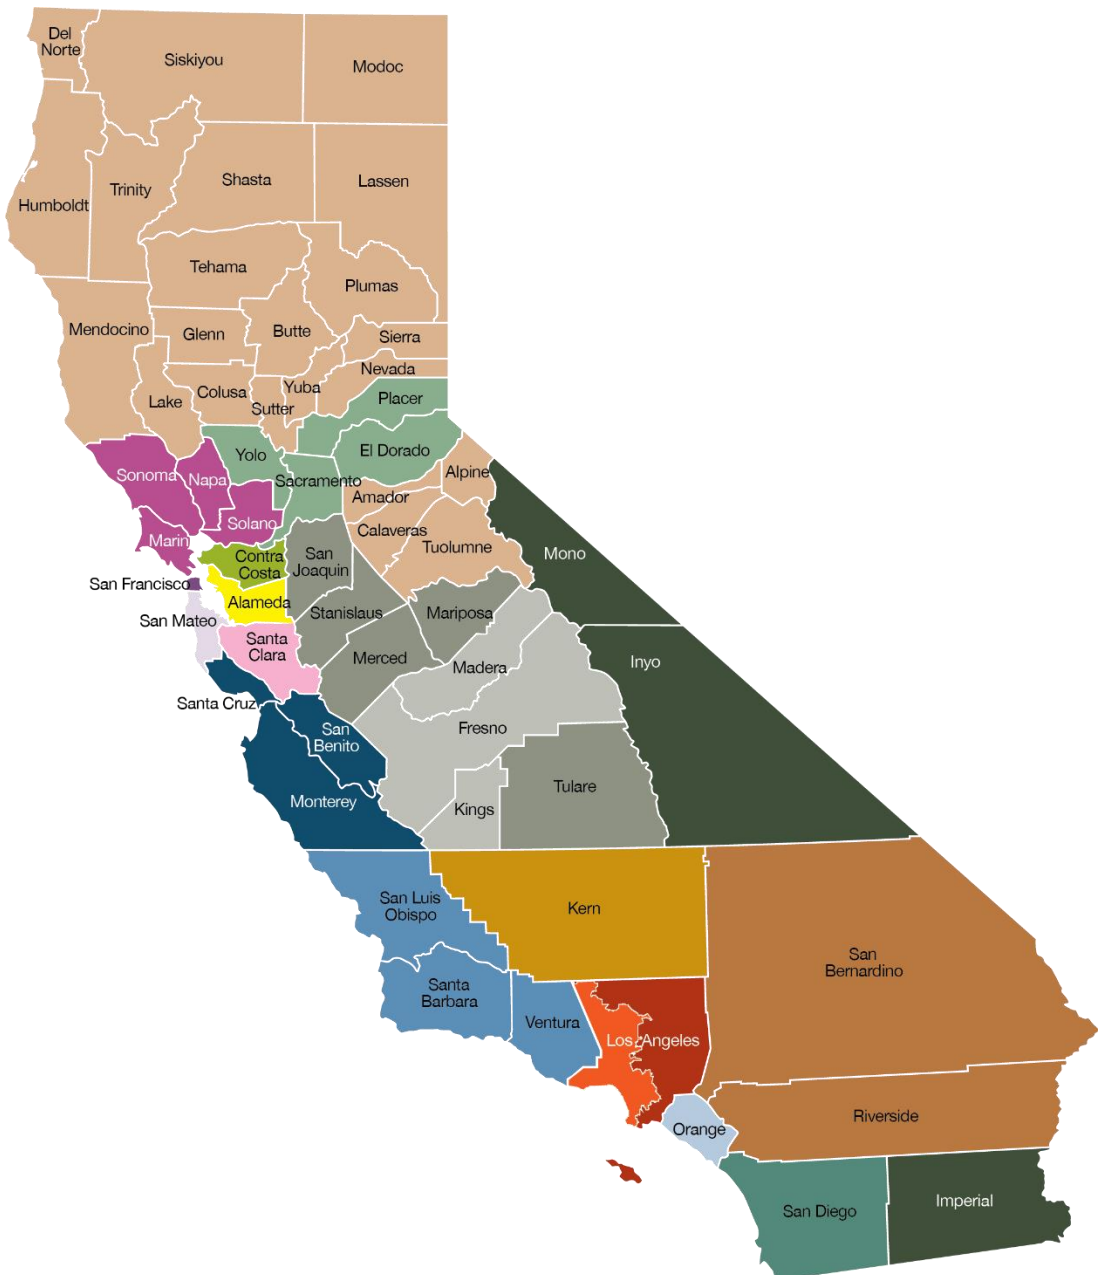 Del
Norte
Siskiyou
Modoc
Humboldt
Trinity
Shasta
Lassen
Tehama
Plumas
Mendocino
Glenn
Butte
Sierra
Nevada
Lake
Colusa
Sutter
Yuba
Placer
Sonoma
Napa
Yolo
El Dorado
Sacramento
Alpine
Amador
Solano
Calaveras
Tuolumne
Marin
Contra
Costa
San
Joaquin
Mono
San Francisco
Alameda
Stanislaus
Mariposa
San Mateo
Santa
Clara
Merced
Madera
Inyo
Santa Cruz
San
Benito
Fresno
Monterey
Kings
Tulare
San Luis
Obispo
Kern
San
Bernardino
Santa
Barbara
Ventura
Los Angeles
Orange
Riverside
San Diego
Imperial